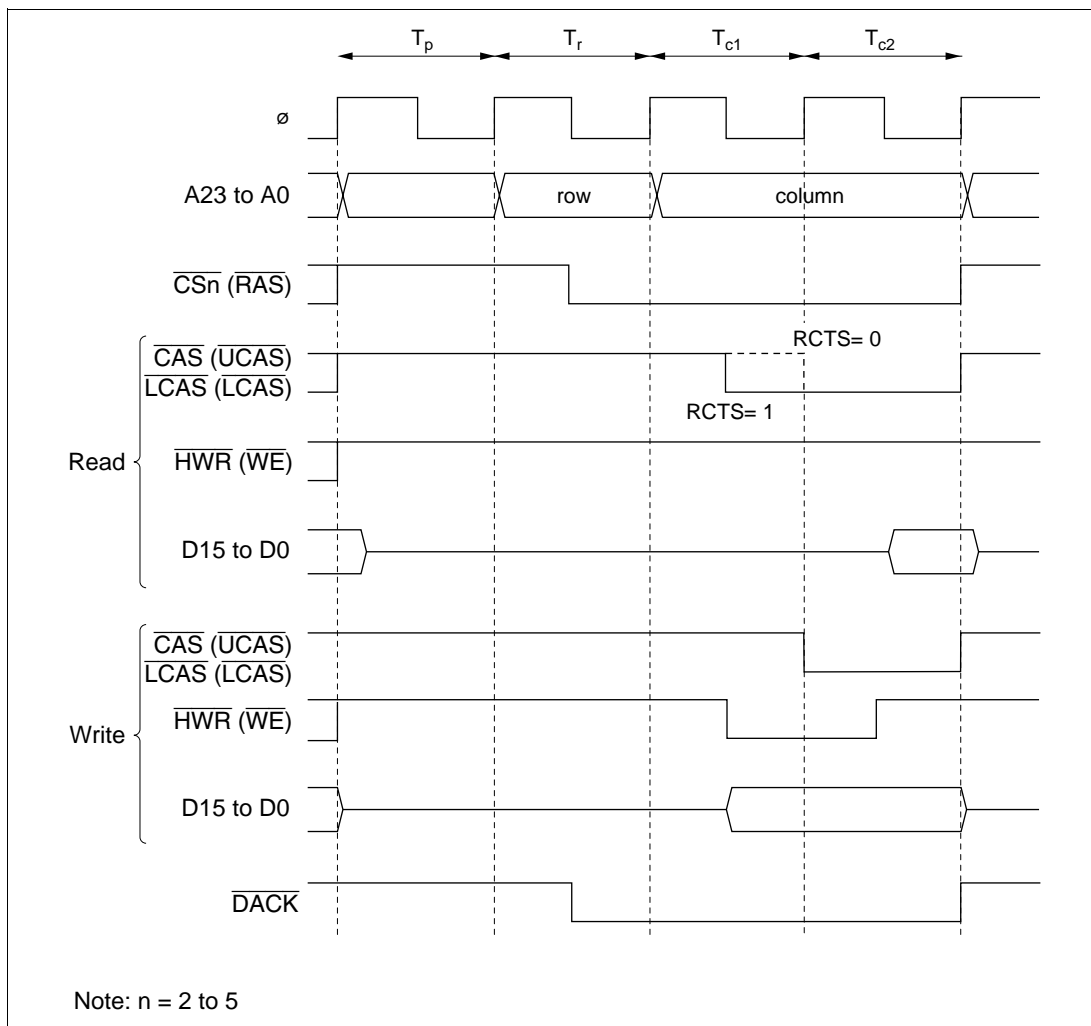 Tp Tr Tc1 Tc2
ø
A23 to A0 row column
CSn (RAS)
RCTS= 0
CAS (UCAS)
LCAS (LCAS)
RCTS= 1
Read HWR (WE)
D15 to D0
CAS (UCAS)
LCAS (LCAS)
Write HWR (WE)
D15 to D0
DACK
Note: n = 2 to 5